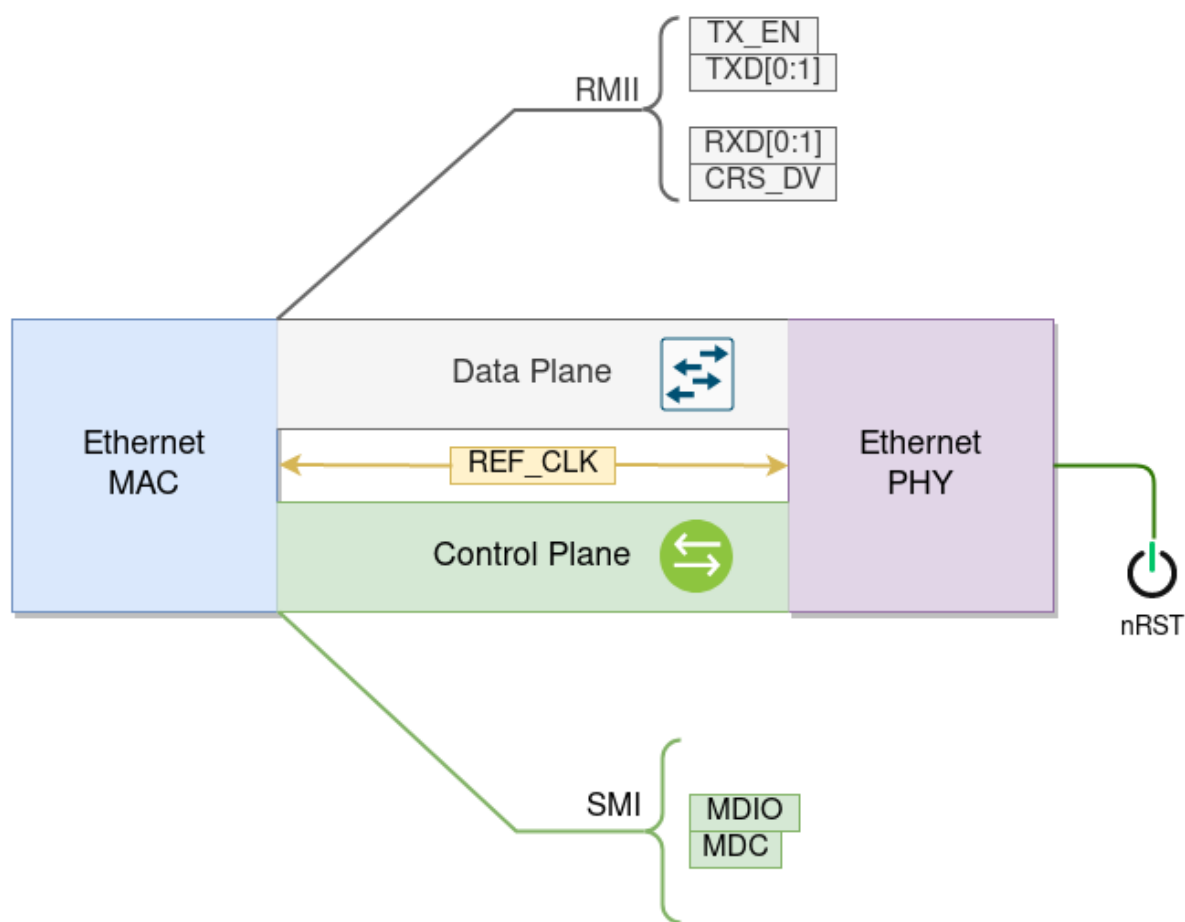 TX_EN
TXD[0:1]
RMII
RXD[0:1]
CRS_DV
Data Plane
Ethernet
MAC
REF_CLK
Ethernet
PHY
Control Plane
nRST
SMI
MDIO
MDC